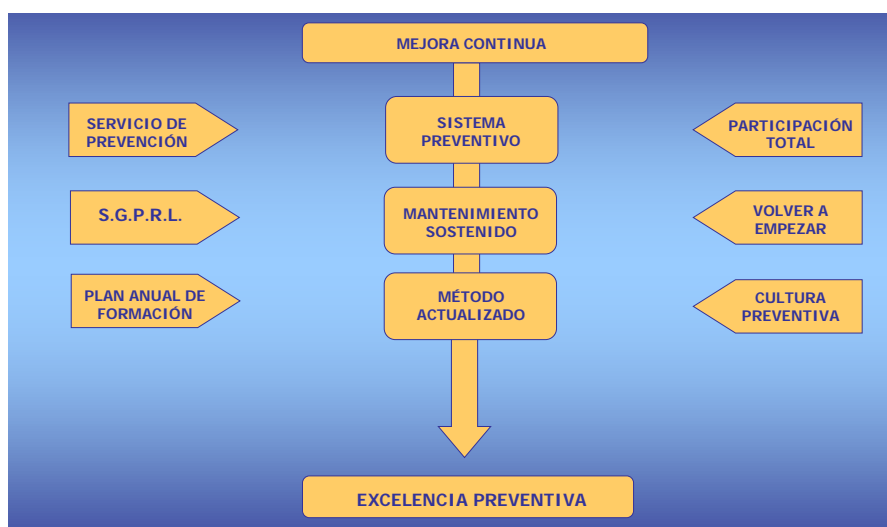 MEJORA CONTINUA
SERVICIO DE
PREVENCIÓN
SISTEMA
PREVENTIVO
PARTICIPACIÓN
TOTAL
S.G.P.R.L.
MANTENIMIENTO
SOSTENIDO
VOLVER A
EMPEZAR
PLAN ANUAL DE
FORMACIÓN
MÉTODO
ACTUALIZADO
CULTURA
PREVENTIVA
EXCELENCIA PREVENTIVA